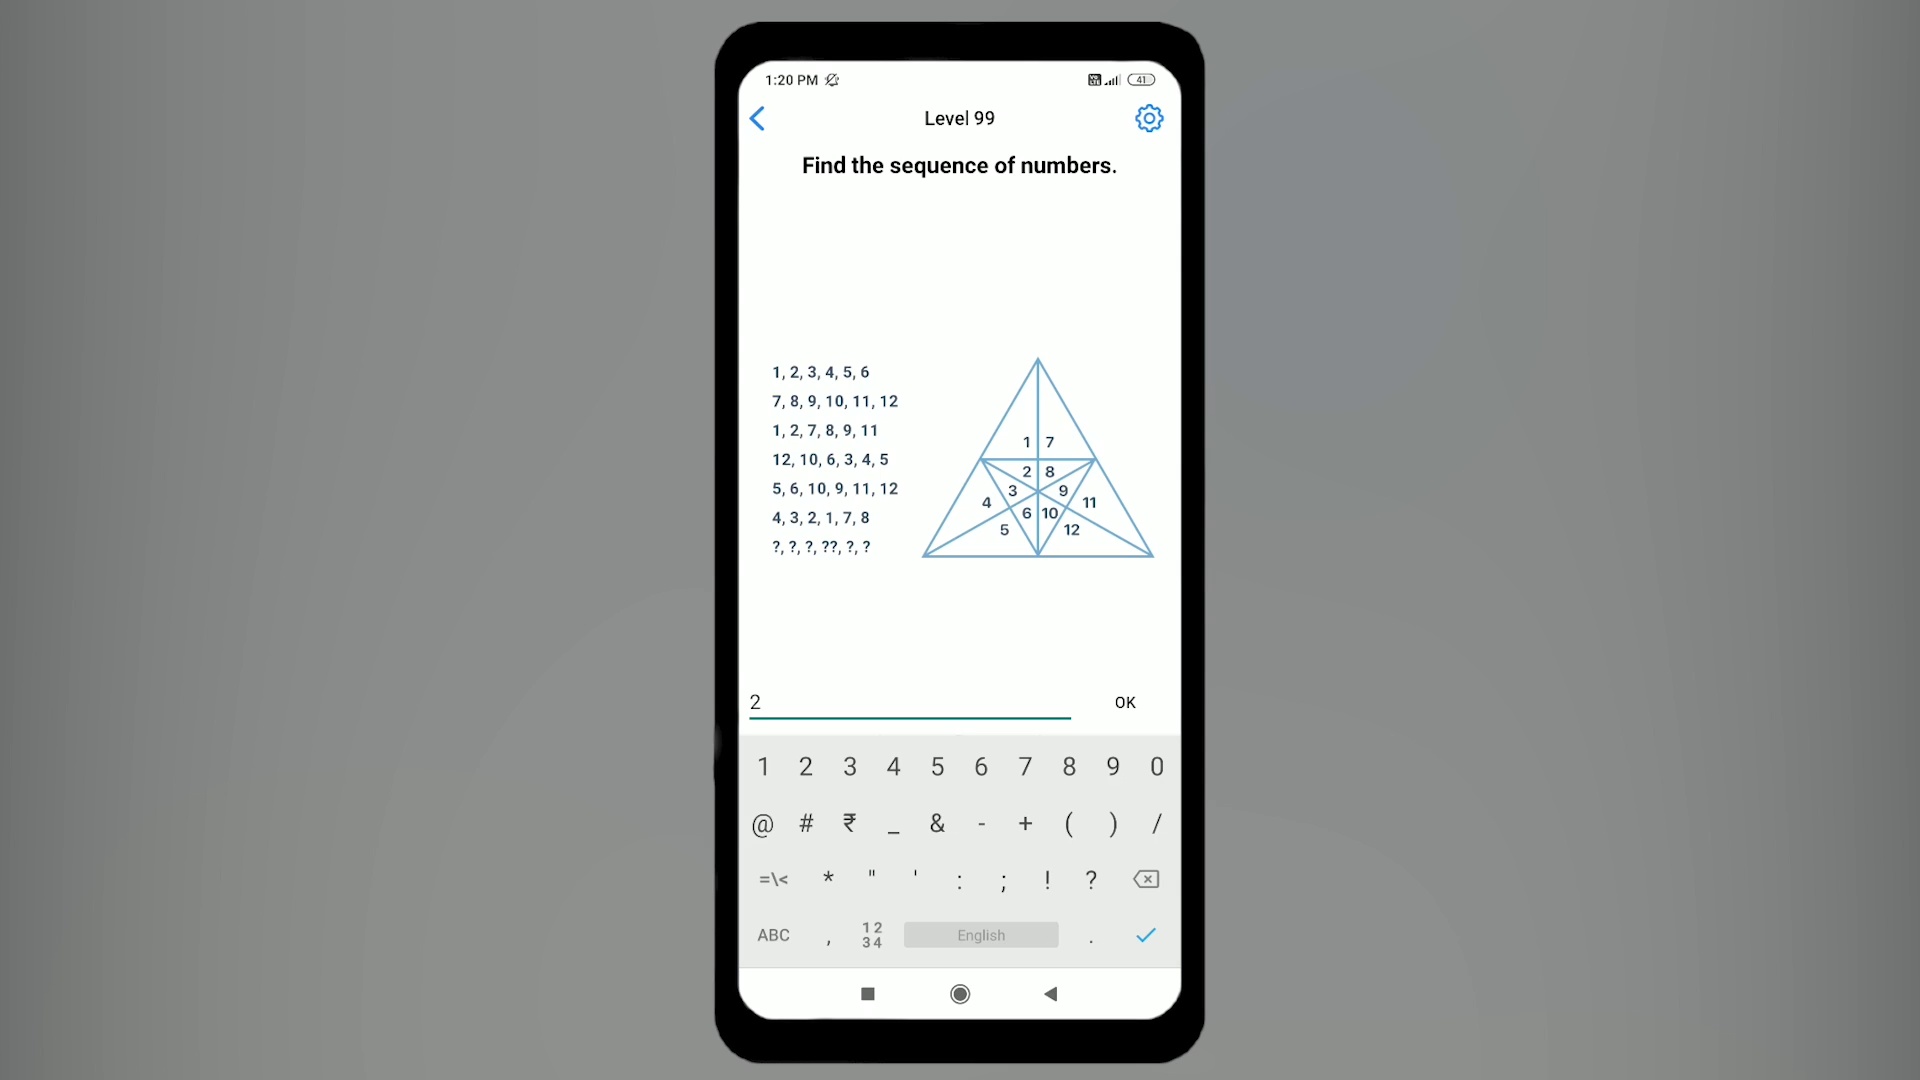 1:20 PM
41
Level 99
Find the sequence of numbers.
1, 2, 3, 4, 5, 6
7, 8, 9, 10, 11, 12
1, 2, 7, 8, 9, 11
12, 10, 6, 3, 4, 5
5, 6, 10, 9, 11, 12
4, 3, 2, 1, 7, 8
?, ?, ?, ??, ?, ?
1 7
2 8
3 9
4 11
6 10
5 12
2
OK
1 2 3 4 5 6 7 8 9 0
@ # ₹ _ & - + ( ) /
=\< * " ' : ; ! ?
ABC , 12 34 English .